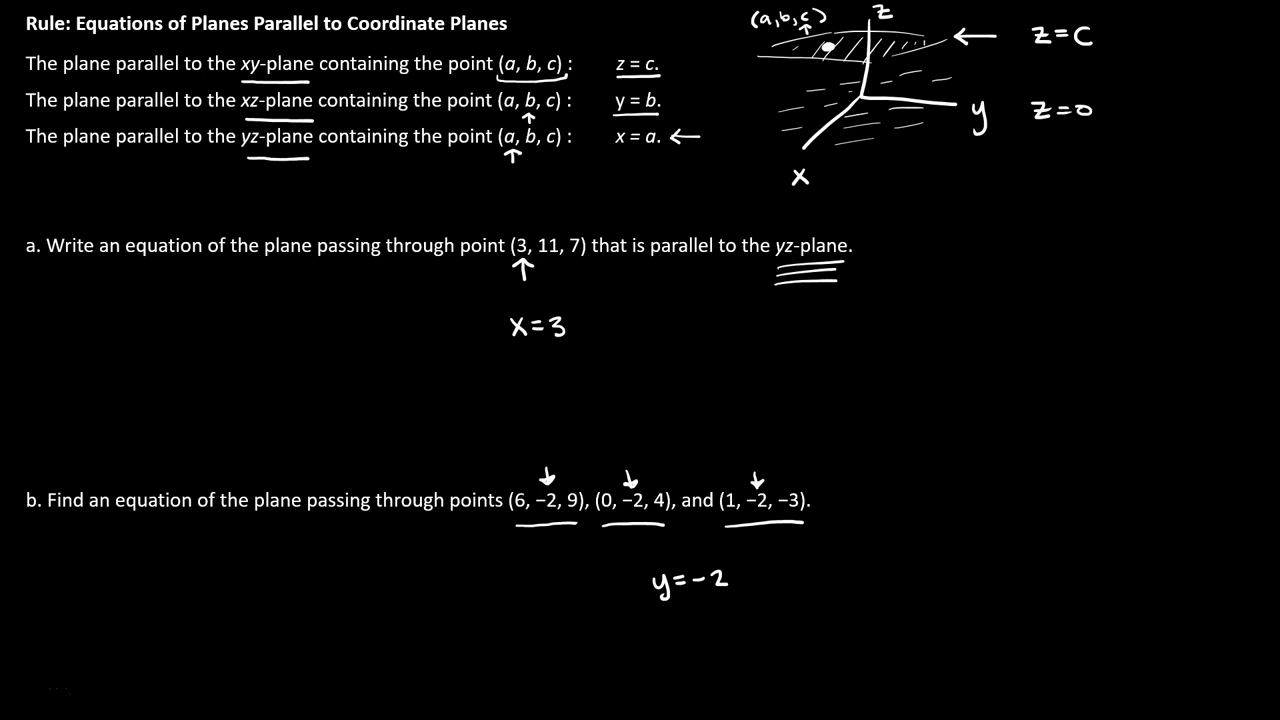 Rule: Equations of Planes Parallel to Coordinate Planes
The plane parallel to the xy-plane containing the point (a, b, c) : z = c.
The plane parallel to the xz-plane containing the point (a, b, c) : y = b.
The plane parallel to the yz-plane containing the point (a, b, c) : x = a. ←
(a,b,c)
z
← z=c
y
z=0
x
a. Write an equation of the plane passing through point (3, 11, 7) that is parallel to the yz-plane.
x=3
b. Find an equation of the plane passing through points (6, −2, 9), (0, −2, 4), and (1, −2, −3).
y=-2